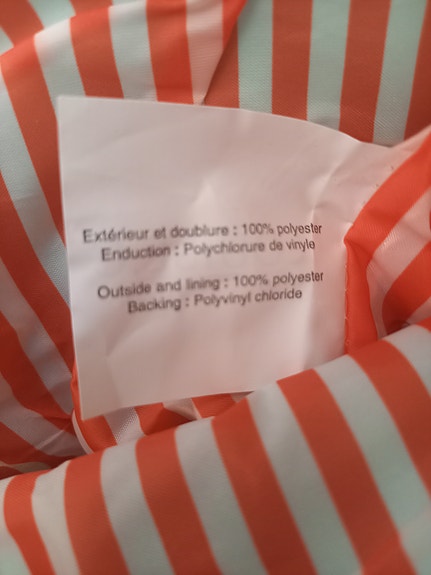 Extérieur et doublure : 100% polyester
Enduction : Polychlorure de vinyle
Outside and lining : 100% polyester
Backing : Polyvinyl chloride